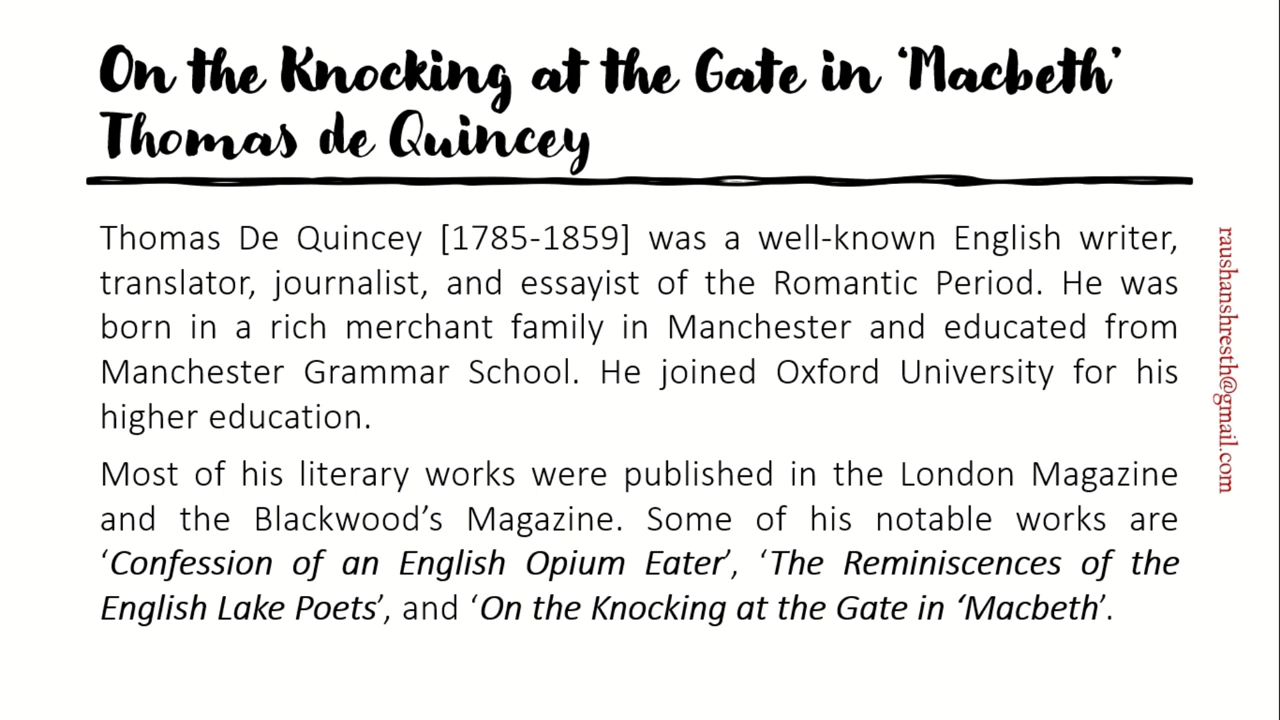 On the Knocking at the Gate in ‘Macbeth’
Thomas de Quincey
Thomas De Quincey [1785-1859] was a well-known English writer,
translator, journalist, and essayist of the Romantic Period. He was
born in a rich merchant family in Manchester and educated from
Manchester Grammar School. He joined Oxford University for his
higher education.
Most of his literary works were published in the London Magazine
and the Blackwood’s Magazine. Some of his notable works are
‘Confession of an English Opium Eater’, ‘The Reminiscences of the
English Lake Poets’, and ‘On the Knocking at the Gate in ‘Macbeth’.
raushanshresth@gmail.com